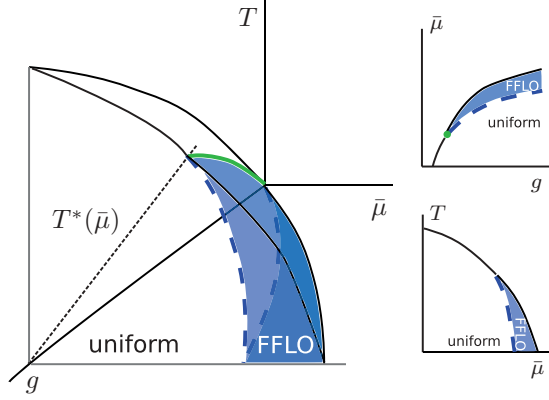 T
μ̄
T*(μ̄)
uniform
FFLO
g
μ̄
FFLO
uniform
g
T
FFLO
uniform
μ̄